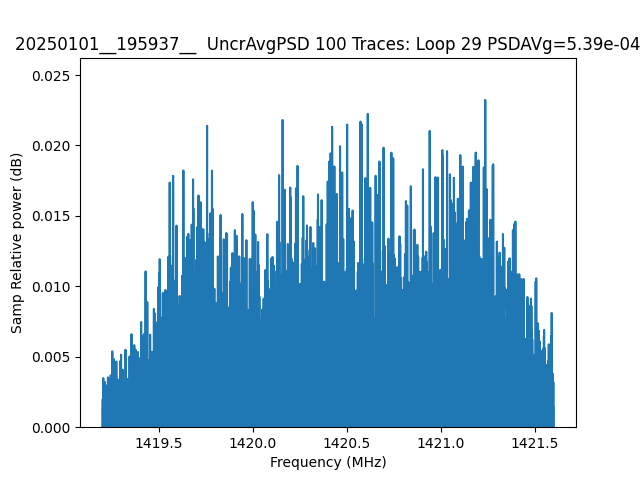 20250101__195937__ UncrAvgPSD 100 Traces: Loop 29 PSDAVg=5.39e-04
0.025
0.020
0.015
0.010
0.005
0.000
Samp Relative power (dB)
1419.5 1420.0 1420.5 1421.0 1421.5
Frequency (MHz)